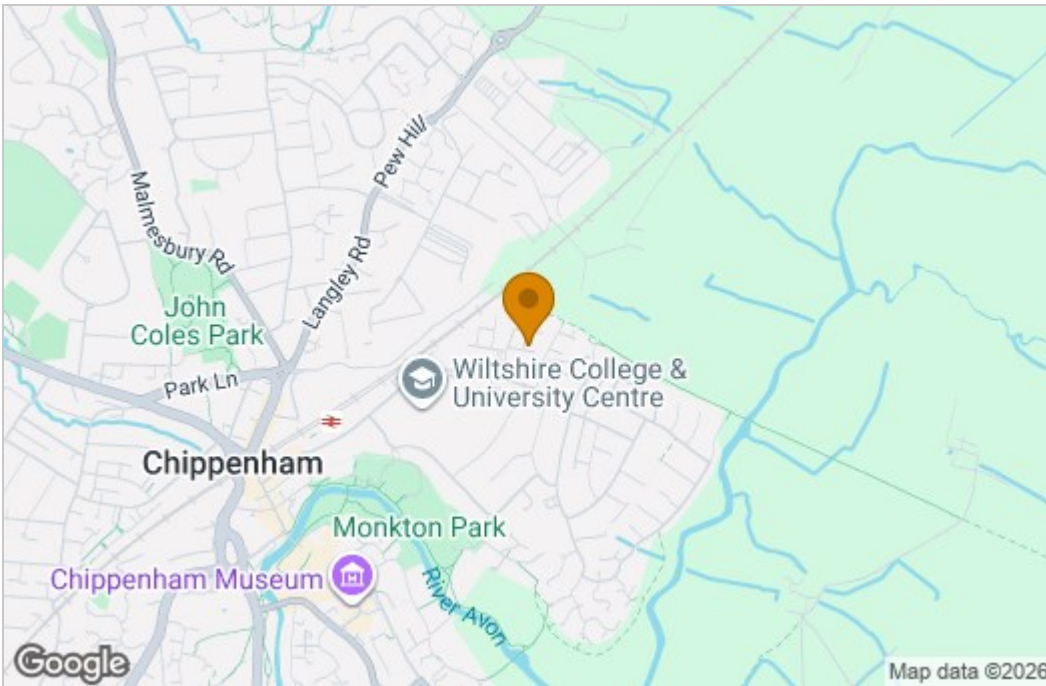 Pew Hill
Malmesbury Rd
Langley Rd
John
Coles Park
Park Ln
Wiltshire College &
University Centre
Chippenham
Monkton Park
Chippenham Museum
River Avon
Google
Map data ©2026